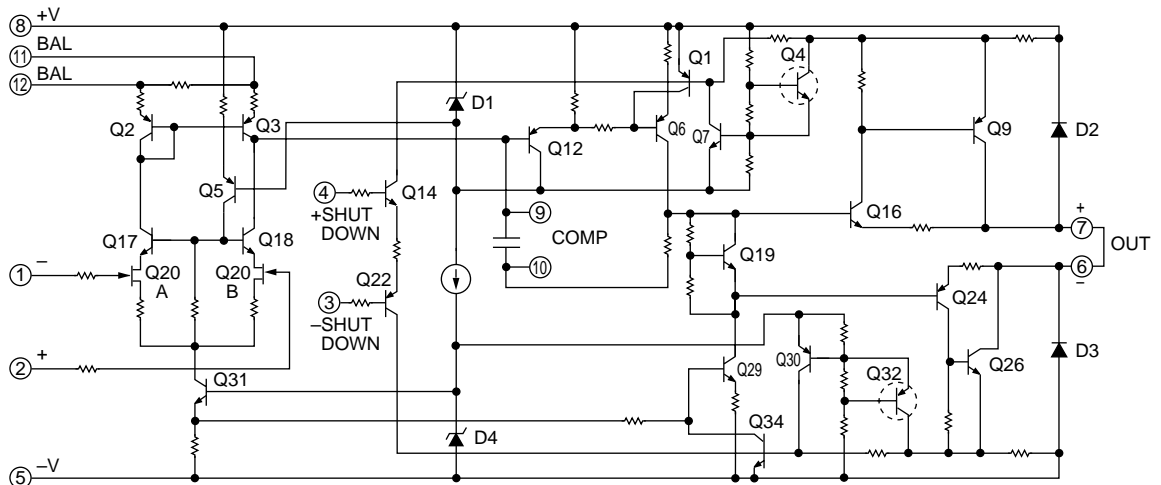 8 +V
11 BAL
12 BAL
Q1
Q4
D1
Q2
Q3
Q12
Q6
Q7
Q9
D2
Q5
Q14
4
+SHUT
DOWN
9
COMP
10
Q16
+
7
OUT
6
–
Q17
Q18
Q19
1 –
Q20
A
Q20
B
Q22
3
–SHUT
DOWN
Q24
2 +
Q31
Q29
Q30
Q32
Q26
D3
D4
Q34
5 –V